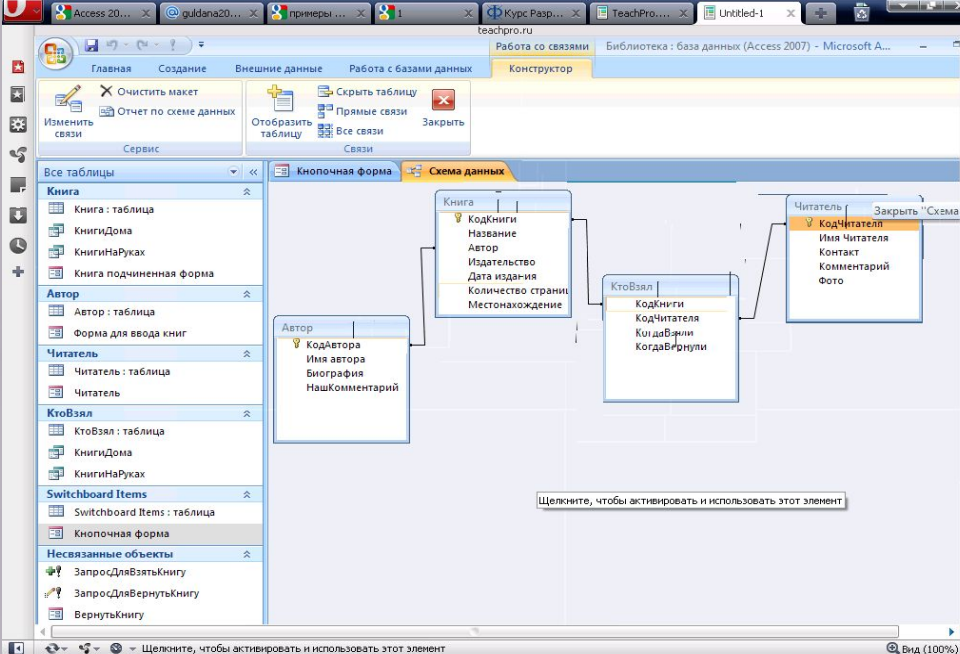 Access 20... guldana20... примеры ... 1 Курс Разр... TeachPro.... Untitled-1
teachpro.ru
Работа со связями Библиотека : база данных (Access 2007) - Microsoft A...
Главная Создание Внешние данные Работа с базами данных Конструктор
Изменить связи
Очистить макет
Отчет по схеме данных
Сервис
Отобразить таблицу
Скрыть таблицу
Прямые связи
Все связи
Закрыть
Связи
Все таблицы
Книга
Книга : таблица
КнигиДома
КнигиНаРуках
Книга подчиненная форма
Автор
Автор : таблица
Форма для ввода книг
Читатель
Читатель : таблица
Читатель
КтоВзял
КтоВзял : таблица
КнигиДома
КнигиНаРуках
Switchboard Items
Switchboard Items : таблица
Кнопочная форма
Несвязанные объекты
ЗапросДляВзятьКнигу
ЗапросДляВернутьКнигу
ВернутьКнигу
Кнопочная форма Схема данных
Автор
КодАвтора
Имя автора
Биография
НашКомментарий
Книга
КодКниги
Название
Автор
Издательство
Дата издания
Количество страниц
Местонахождение
КтоВзял
КодКниги
КодЧитателя
КогдаВзяли
КогдаВернули
Читатель
КодЧитателя
Имя Читателя
Контакт
Комментарий
Фото
Закрыть "Схема
Щелкните, чтобы активировать и использовать этот элемент
Щелкните, чтобы активировать и использовать этот элемент
Вид (100%)